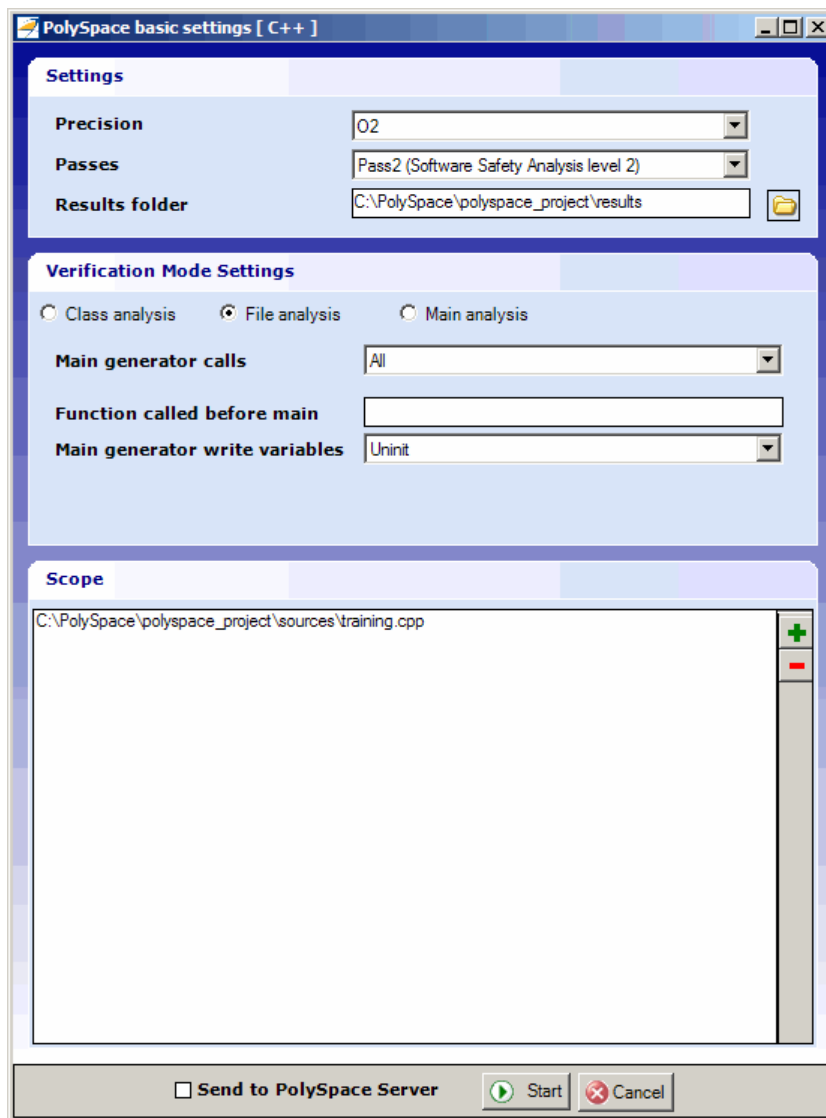 PolySpace basic settings [ C++ ]
Settings
Precision O2
Passes Pass2 (Software Safety Analysis level 2)
Results folder C:\PolySpace\polyspace_project\results
Verification Mode Settings
Class analysis File analysis Main analysis
Main generator calls All
Function called before main
Main generator write variables Uninit
Scope
C:\PolySpace\polyspace_project\sources\training.cpp
Send to PolySpace Server Start Cancel